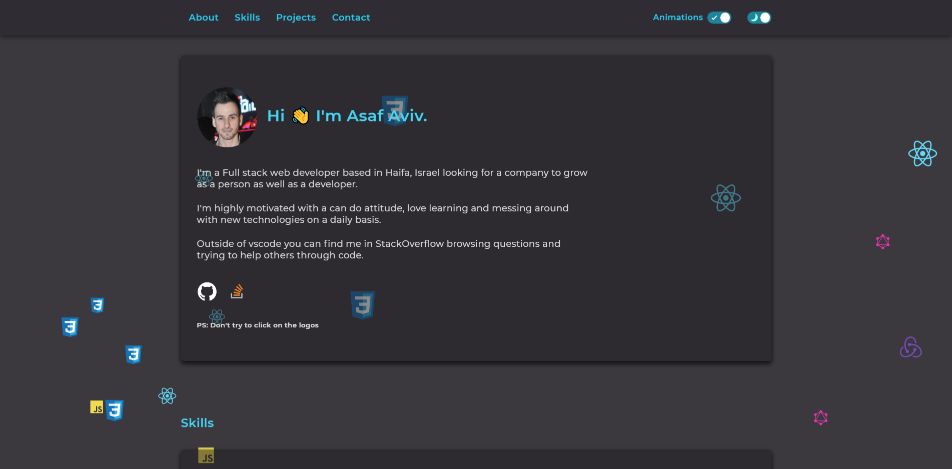 About Skills Projects Contact Animations
Hi 👋 I'm Asaf Aviv.
I'm a Full stack web developer based in Haifa, Israel looking for a company to grow
as a person as well as a developer.
I'm highly motivated with a can do attitude, love learning and messing around
with new technologies on a daily basis.
Outside of vscode you can find me in StackOverflow browsing questions and
trying to help others through code.
PS: Don't try to click on the logos
JS
Skills
JS